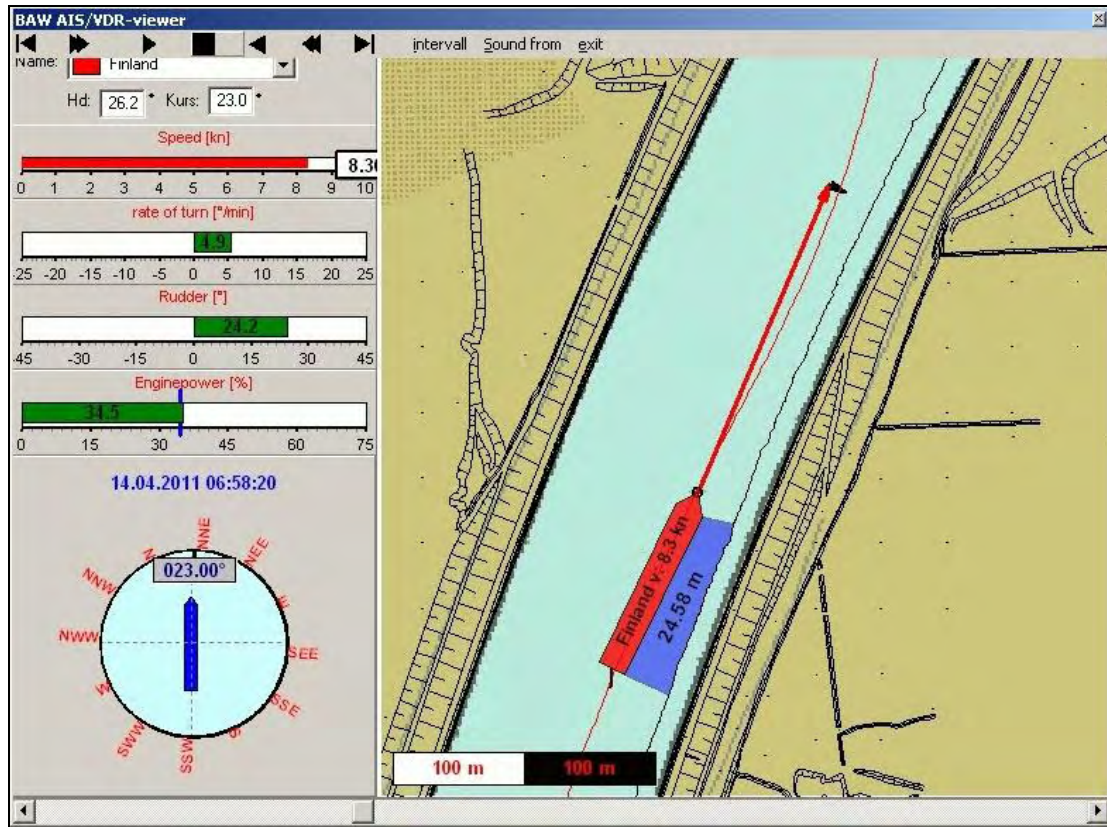 BAW AIS/VDR-viewer
intervall Sound from exit
Name: Finland
Hd: 26.2 ° Kurs: 23.0 °
Speed [kn]
8.30
0 1 2 3 4 5 6 7 8 9 10
rate of turn [°/min]
4.9
-25 -20 -15 -10 -5 0 5 10 15 20 25
Rudder [°]
24.2
-45 -30 -15 0 15 30 45
Enginepower [%]
34.5
0 15 30 45 60 75
14.04.2011 06:58:20
NNE
N
NEE
NNW
023.00°
E
NWW
SEE
W
SSE
SWW
S
SSW
Finland v: 8.3 kn
24.58 m
100 m 100 m